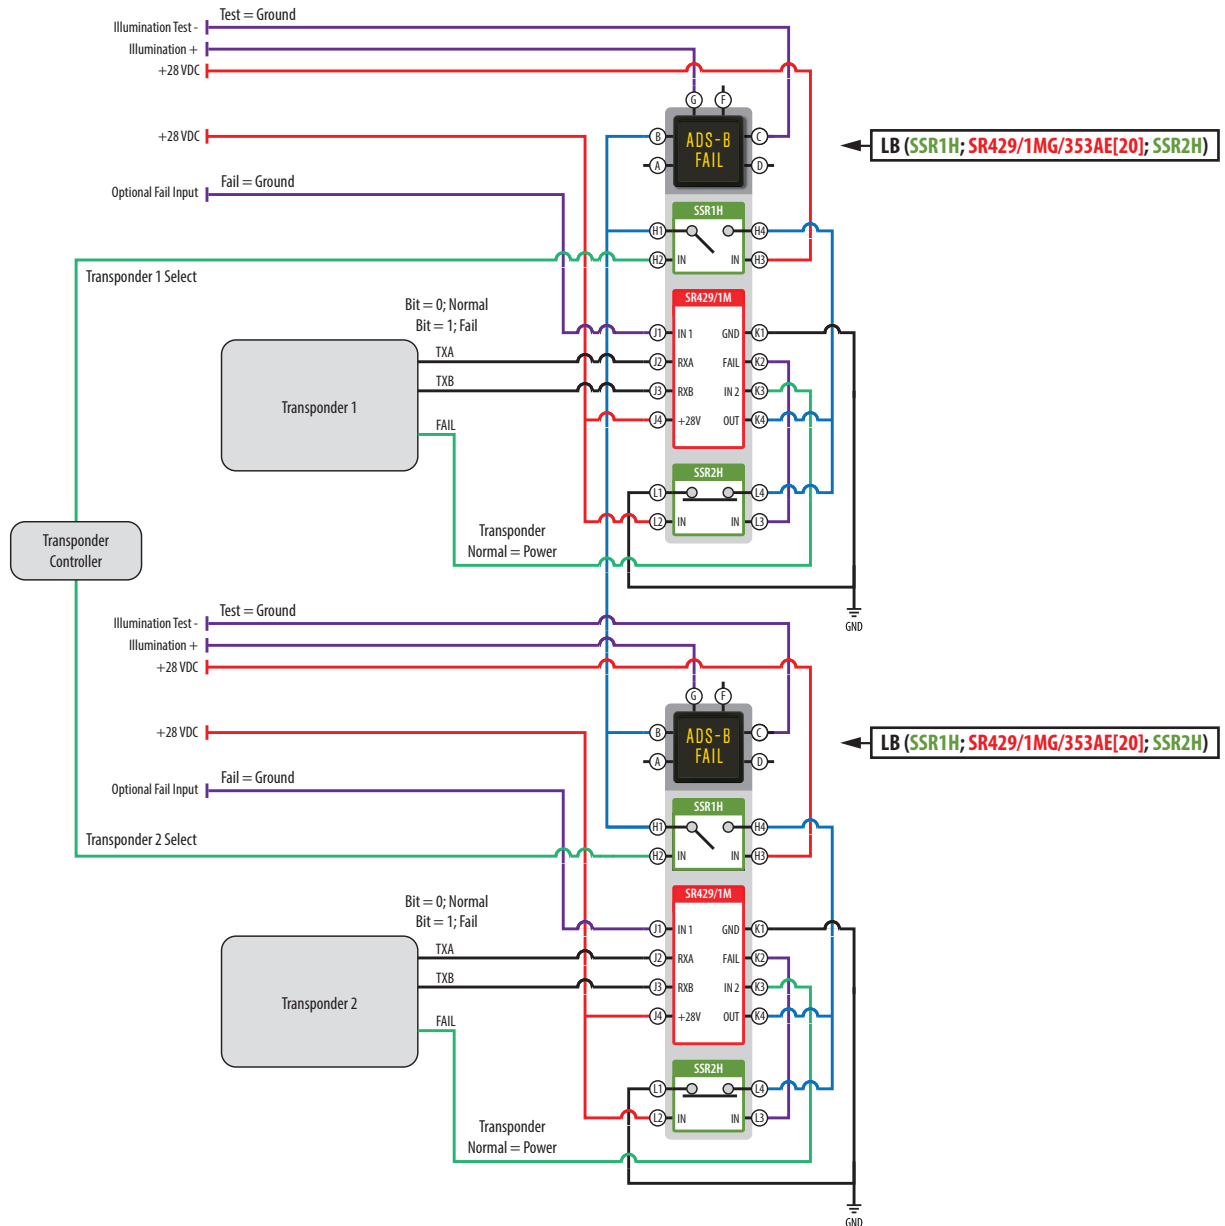 Test = Ground
Illumination Test -
Illumination +
+28 VDC
G
F
+28 VDC
B
ADS-B
FAIL
C
A
D
LB (SSR1H; SR429/1MG/353AE[20]; SSR2H)
Fail = Ground
Optional Fail Input
SSR1H
H1
H4
H2
IN
IN
H3
Transponder 1 Select
Bit = 0; Normal
Bit = 1; Fail
SR429/1M
J1
IN 1
GND
K1
TXA
J2
RXA
FAIL
K2
TXB
J3
RXB
IN 2
K3
Transponder 1
FAIL
J4
+28V
OUT
K4
SSR2H
L1
L4
L2
IN
IN
L3
Transponder
Normal = Power
Transponder
Controller
GND
Test = Ground
Illumination Test -
Illumination +
+28 VDC
G
F
+28 VDC
B
ADS-B
FAIL
C
A
D
LB (SSR1H; SR429/1MG/353AE[20]; SSR2H)
Fail = Ground
Optional Fail Input
SSR1H
H1
H4
Transponder 2 Select
H2
IN
IN
H3
Bit = 0; Normal
Bit = 1; Fail
SR429/1M
J1
IN 1
GND
K1
TXA
J2
RXA
FAIL
K2
TXB
J3
RXB
IN 2
K3
Transponder 2
FAIL
J4
+28V
OUT
K4
SSR2H
L1
L4
L2
IN
IN
L3
Transponder
Normal = Power
GND